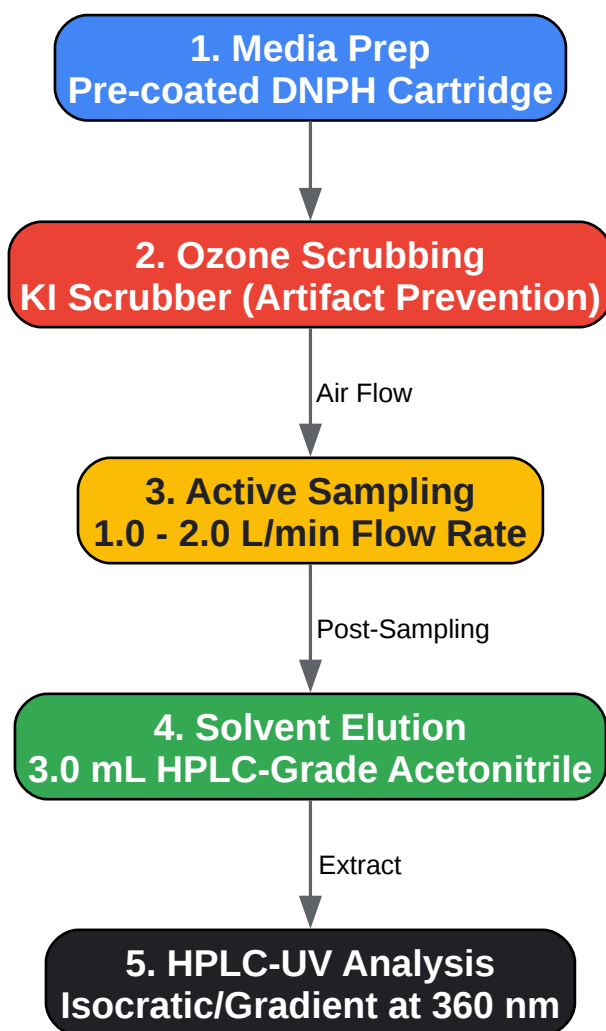 1. Media Prep
Pre-coated DNPH Cartridge
2. Ozone Scrubbing
KI Scrubber (Artifact Prevention)
Air Flow
3. Active Sampling
1.0 - 2.0 L/min Flow Rate
Post-Sampling
4. Solvent Elution
3.0 mL HPLC-Grade Acetonitrile
Extract
5. HPLC-UV Analysis
Isocratic/Gradient at 360 nm